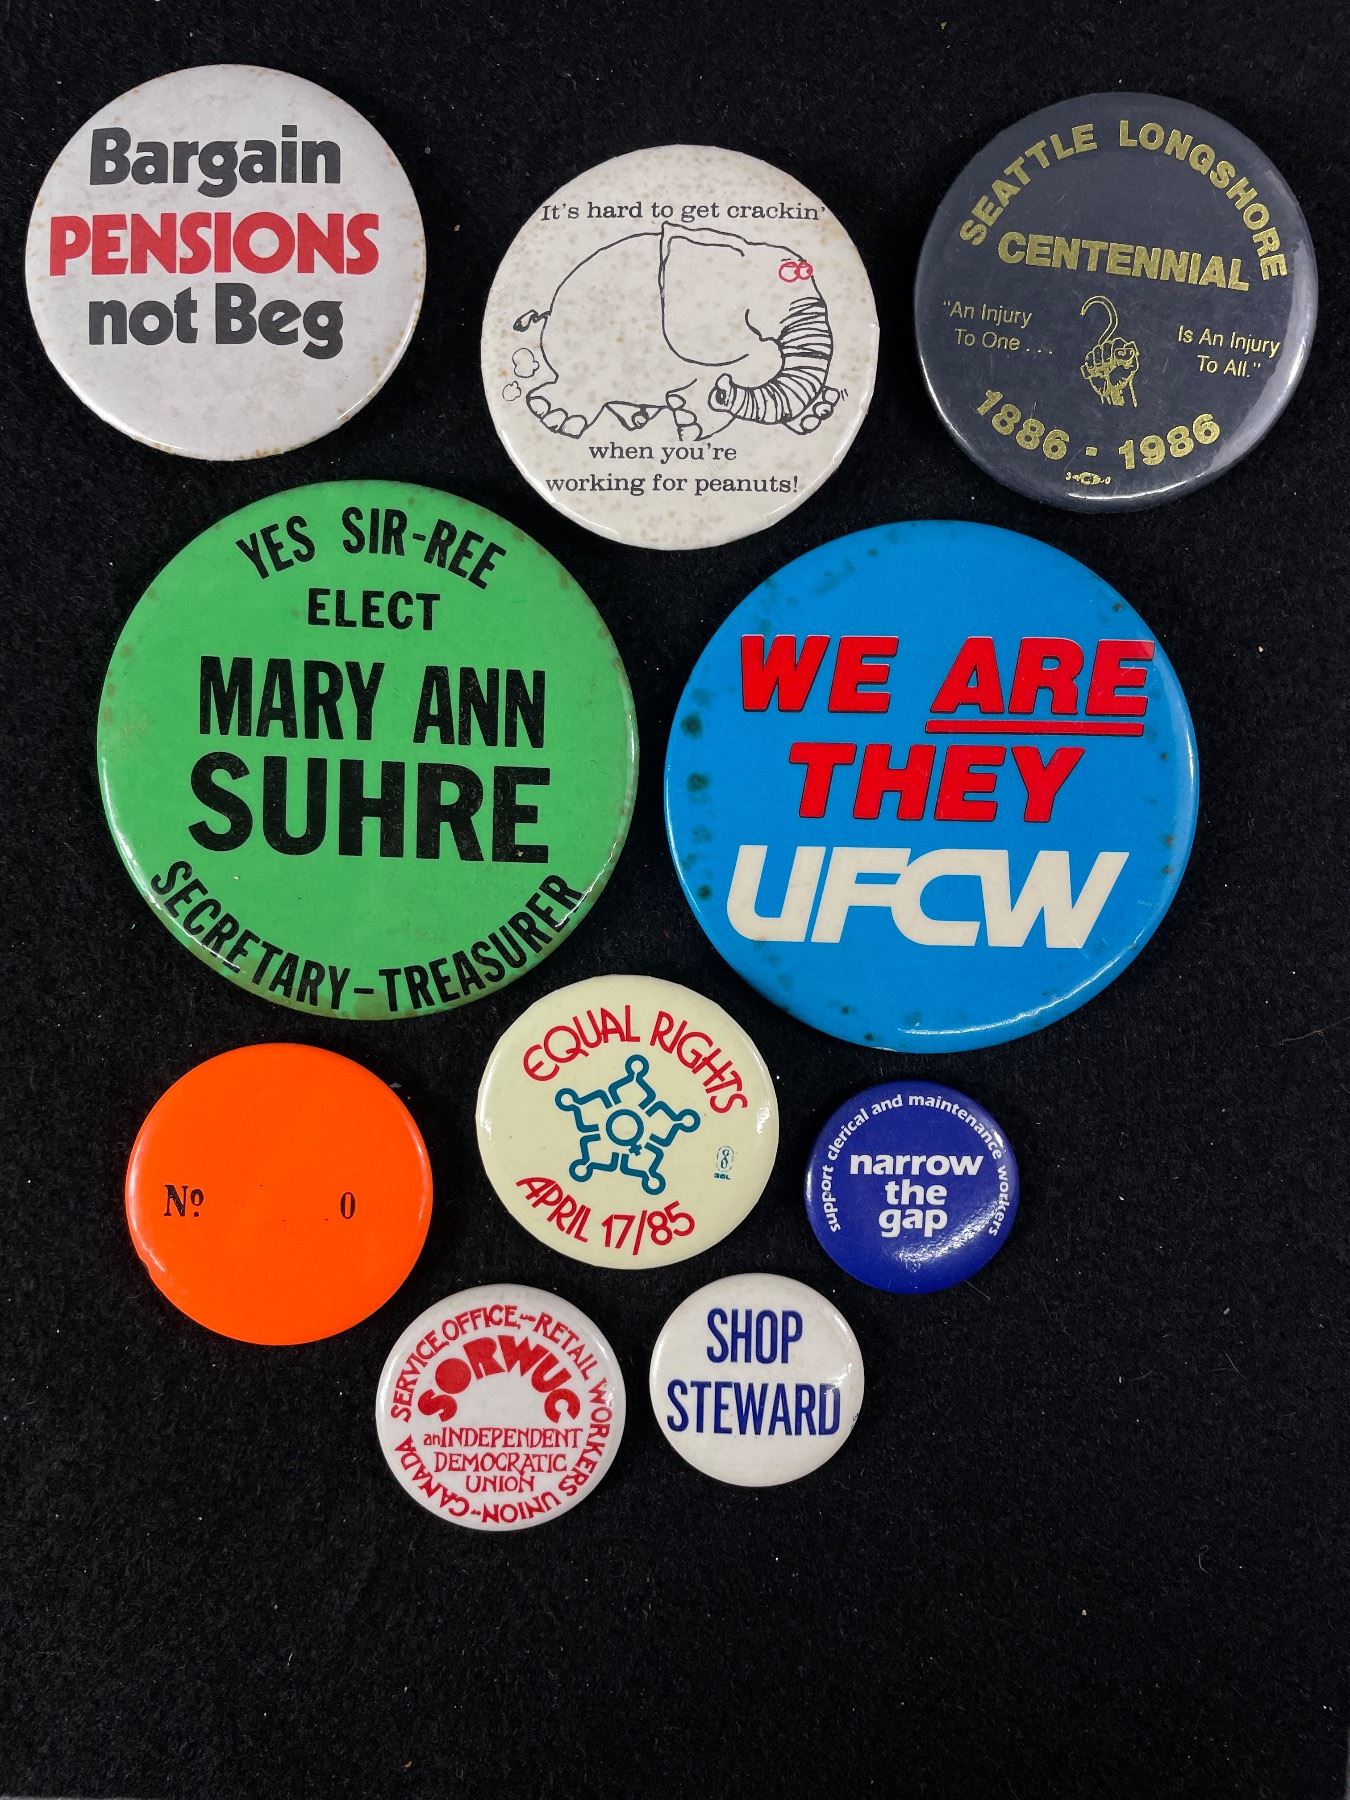 Bargain
PENSIONS
not Beg
It's hard to get crackin'
when you're
working for peanuts!
SEATTLE LONGSHORE
CENTENNIAL
"An Injury
To One . . .
Is An Injury
To All."
1886 - 1986
YES SIR-REE
ELECT
MARY ANN
SUHRE
SECRETARY-TREASURER
WE ARE
THEY
UFCW
EQUAL RIGHTS
APRIL 17/85
support clerical and maintenance workers
narrow
the
gap
Nº 0
SERVICE, OFFICE, AND RETAIL WORKERS UNION OF CANADA
SORWUC
an INDEPENDENT
DEMOCRATIC
UNION
SHOP
STEWARD